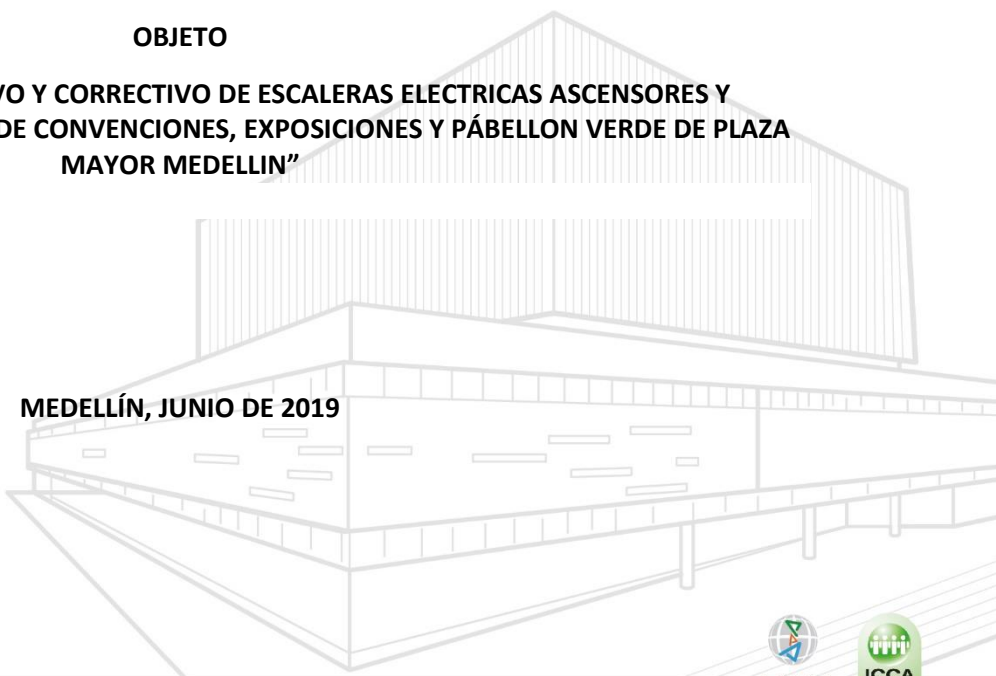 OBJETO
VO Y CORRECTIVO DE ESCALERAS ELECTRICAS ASCENSORES Y
DE CONVENCIONES, EXPOSICIONES Y PÁBELLON VERDE DE PLAZA
MAYOR MEDELLIN”
MEDELLÍN, JUNIO DE 2019
ICCA